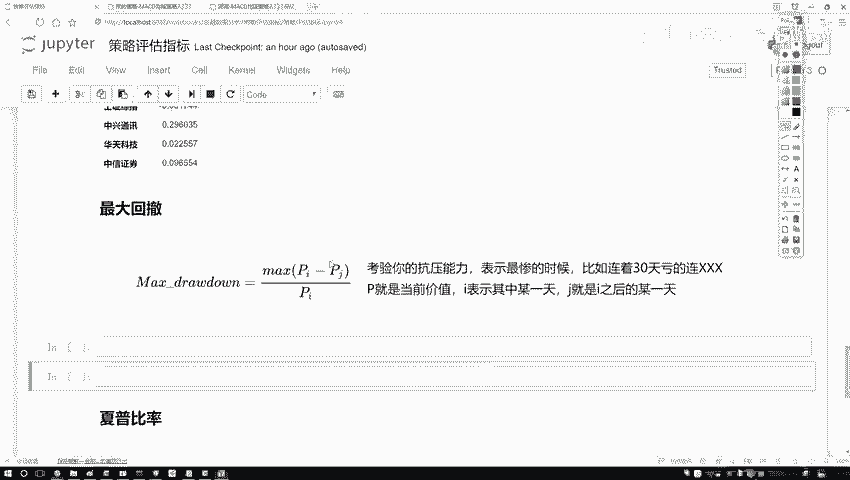 jupyter 策略评估指标 Last Checkpoint: an hour ago (autosaved)
File Edit View Insert Cell Kernel Widgets Help
Trusted
Code
中兴通讯 0.296035
华天科技 0.022557
中信证券 0.096554
最大回撤
Max_drawdown = max(P_i − P_j) / P_i
考验你的抗压能力，表示最惨的时候，比如连着30天亏的连XXX
P就是当前价值，i表示其中某一天，j就是i之后的某一天
In [ ]:
In [ ]:
夏普比率